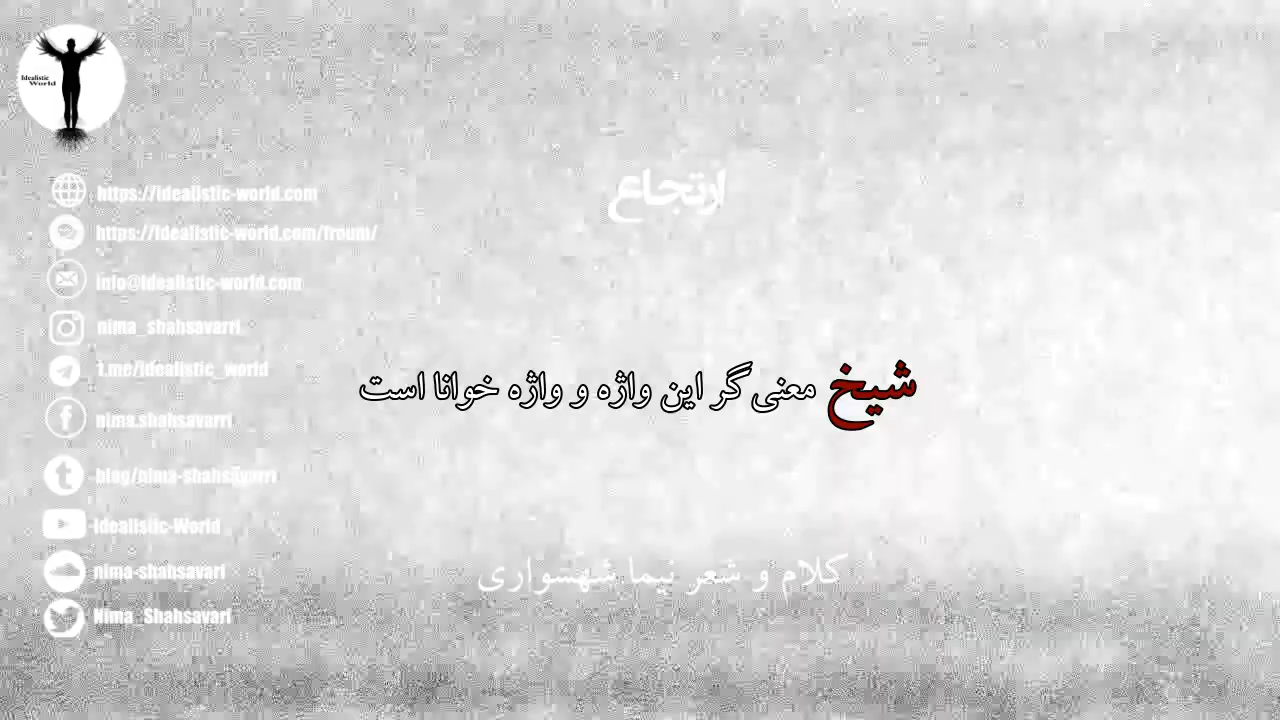 Idealistic
World
https://idealistic-world.com
https://idealistic-world.com/froum/
info@idealistic-world.com
nima_shahsavarri
t.me/idealistic_world
nima.shahsavarri
blog/nima-shahsavarri
Idealistic-World
nima-shahsavari
Nima_Shahsavari
ارتجاع
شیخ معنی‌گر این واژه و واژه خوانا است
کلام و شعر نیما شهسواری